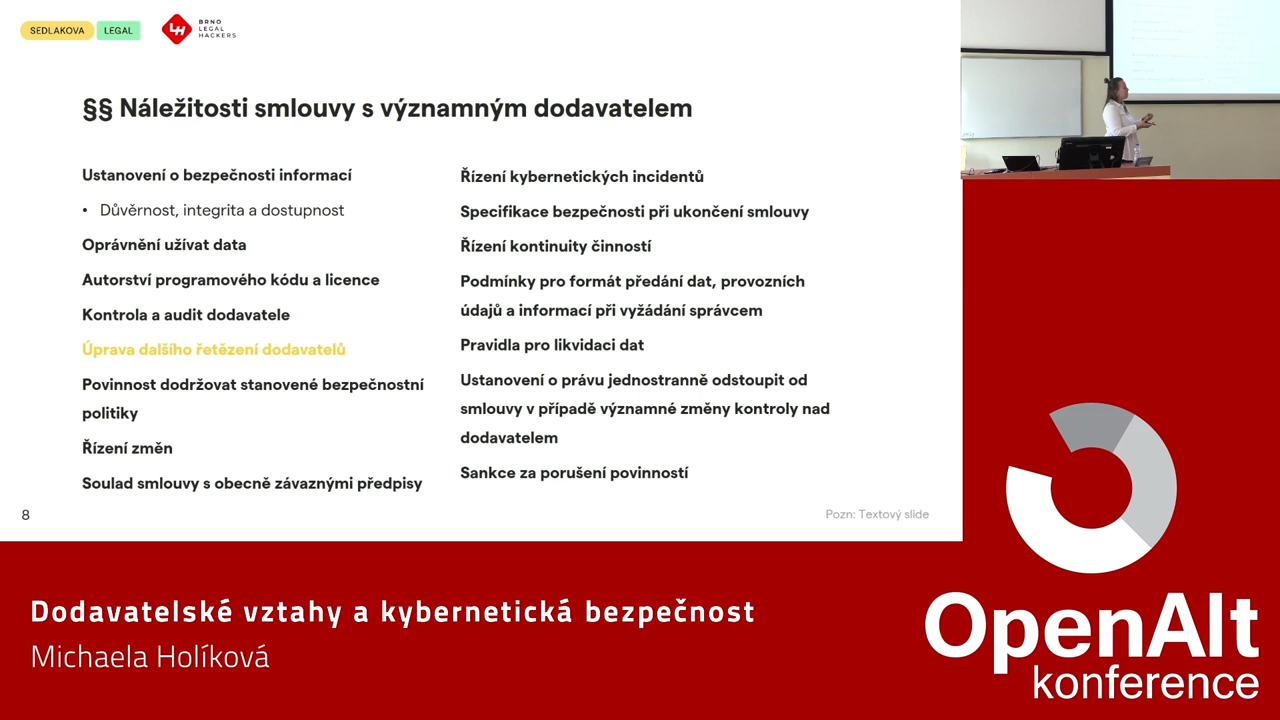 SEDLAKOVA LEGAL
LH BRNO
LEGAL
HACKERS
§§ Náležitosti smlouvy s významným dodavatelem
Ustanovení o bezpečnosti informací
• Důvěrnost, integrita a dostupnost
Oprávnění užívat data
Autorství programového kódu a licence
Kontrola a audit dodavatele
Úprava dalšího řetězení dodavatelů
Povinnost dodržovat stanovené bezpečnostní
politiky
Řízení změn
Soulad smlouvy s obecně závaznými předpisy
Řízení kybernetických incidentů
Specifikace bezpečnosti při ukončení smlouvy
Řízení kontinuity činností
Podmínky pro formát předání dat, provozních
údajů a informací při vyžádání správcem
Pravidla pro likvidaci dat
Ustanovení o právu jednostranně odstoupit od
smlouvy v případě významné změny kontroly nad
dodavatelem
Sankce za porušení povinností
8
Pozn: Textový slide
Dodavatelské vztahy a kybernetická bezpečnost
Michaela Holíková
OpenAlt
konference